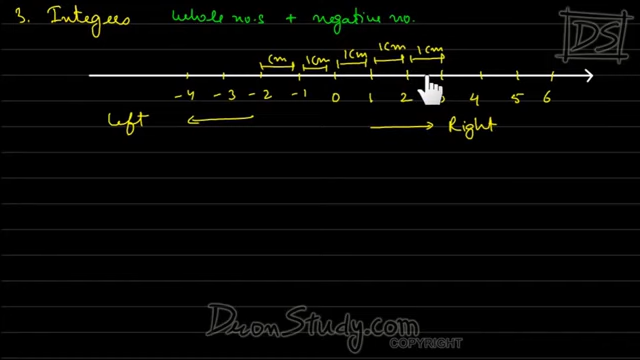 3. Integers Whole no.s + negative no.
1cm 1cm 1cm 1cm 1cm
-4 -3 -2 -1 0 1 2 3 4 5 6
Left Right
DS
DronStudy.com
COPYRIGHT